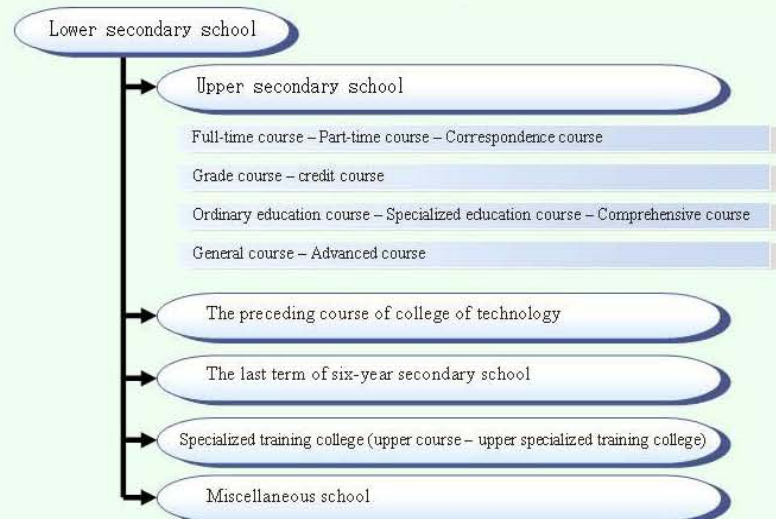 Lower secondary school
Upper secondary school
Full-time course – Part-time course – Correspondence course
Grade course – credit course
Ordinary education course – Specialized education course – Comprehensive course
General course – Advanced course
The preceding course of college of technology
The last term of six-year secondary school
Specialized training college (upper course – upper specialized training college)
Miscellaneous school